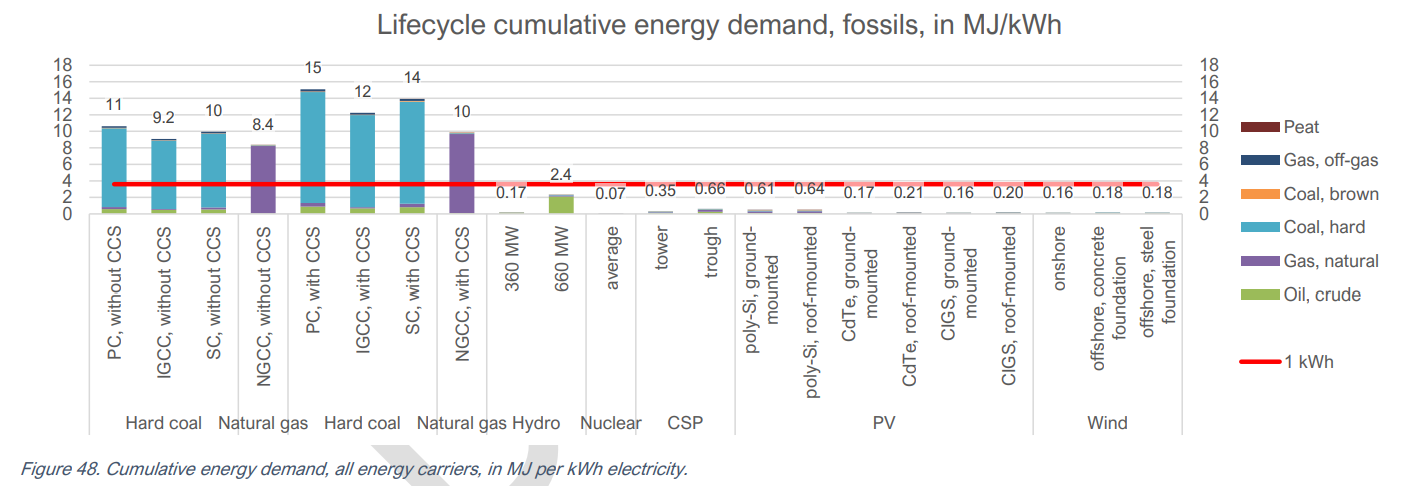 Lifecycle cumulative energy demand, fossils, in MJ/kWh
18
16
14
12
10
8
6
4
2
0
11
9.2
10
8.4
15
12
14
10
0.17
2.4
0.07
0.35
0.66
0.61
0.64
0.17
0.21
0.16
0.20
0.16
0.18
0.18
18
16
14
12
10
8
6
4
2
0
PC, without CCS
IGCC, without CCS
SC, without CCS
NGCC, without CCS
PC, with CCS
IGCC, with CCS
SC, with CCS
NGCC, with CCS
360 MW
660 MW
average
tower
trough
poly-Si, ground-
mounted
poly-Si, roof-mounted
CdTe, ground-
mounted
CdTe, roof-mounted
CIGS, ground-
mounted
CIGS, roof-mounted
onshore
offshore, concrete
foundation
offshore, steel
foundation
Hard coal
Natural gas
Hard coal
Natural gas
Hydro
Nuclear
CSP
PV
Wind
Peat
Gas, off-gas
Coal, brown
Coal, hard
Gas, natural
Oil, crude
1 kWh
Figure 48. Cumulative energy demand, all energy carriers, in MJ per kWh electricity.